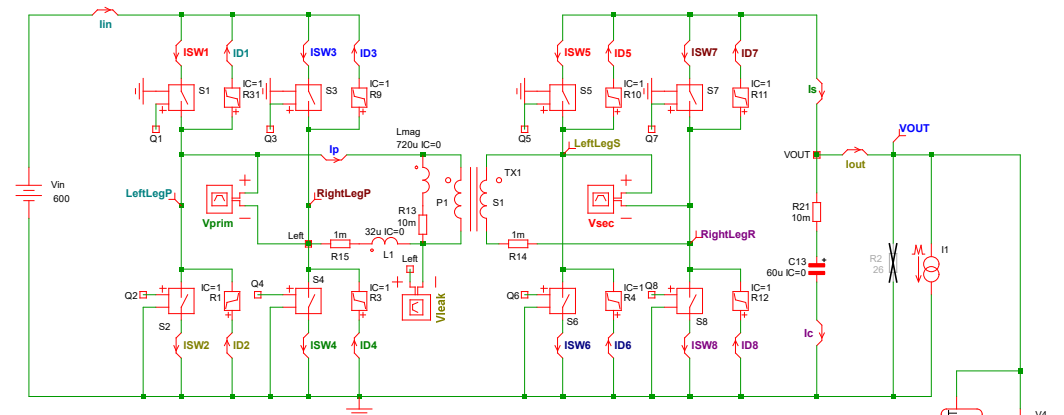 Iin
ISW1
ID1
ISW3
ID3
ISW5
ID5
ISW7
ID7
S1
IC=1
R31
S3
IC=1
R9
S5
IC=1
R10
S7
IC=1
R11
Is
Q1
Q3
Q5
Q7
Lmag
720u IC=0
Ip
LeftLegS
VOUT
VOUT
Iout
TX1
Vin
600
LeftLegP
RightLegP
P1
S1
Vprim
Vsec
R13
10m
R21
10m
Left
1m
R15
32u IC=0
L1
1m
R14
RightLegR
R2
26
I1
Left
C13
60u IC=0
Q2
IC=1
R1
Q4
S4
IC=1
R3
Vleak
Q6
IC=1
R4
Q8
IC=1
R12
S2
S6
S8
Ic
ISW2
ID2
ISW4
ID4
ISW6
ID6
ISW8
ID8